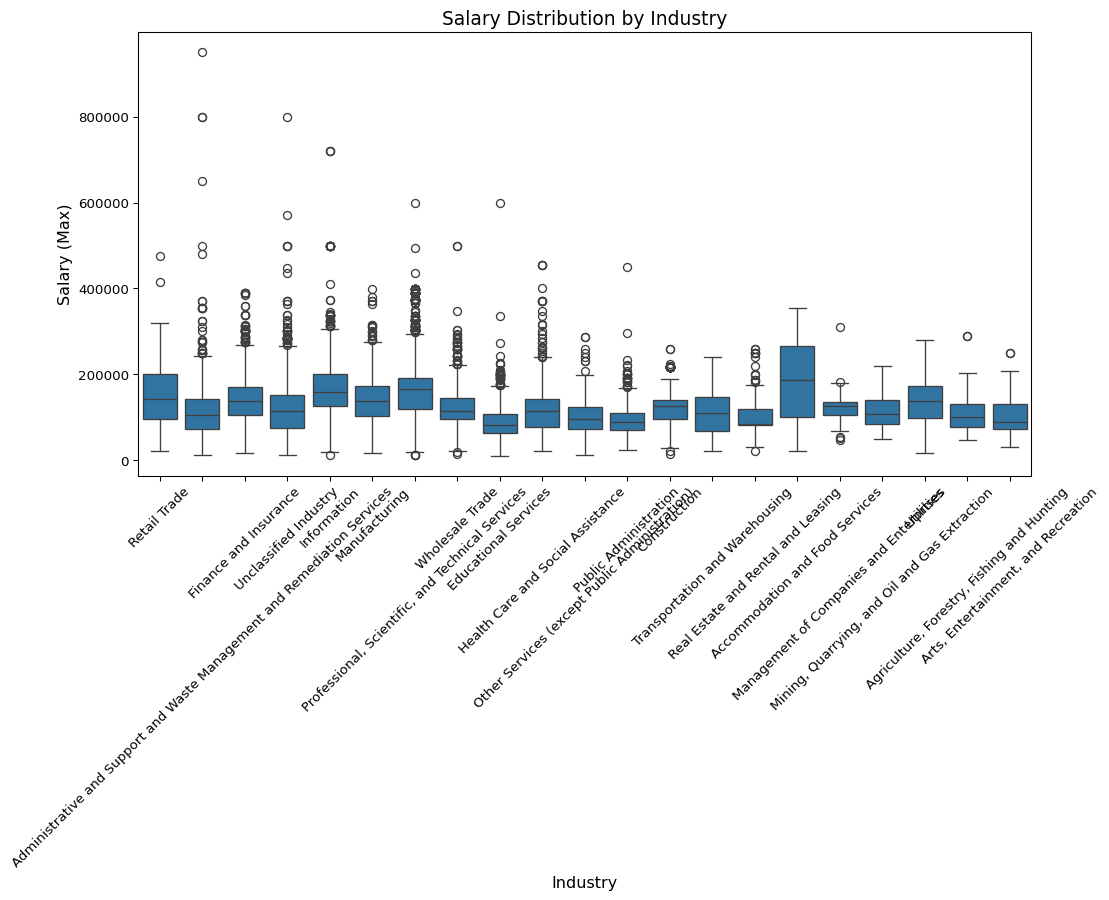 Salary Distribution by Industry
Salary (Max)
800000
600000
400000
200000
0
Retail Trade
Administrative and Support and Waste Management and Remediation Services
Finance and Insurance
Unclassified Industry
Information
Manufacturing
Professional, Scientific, and Technical Services
Wholesale Trade
Educational Services
Health Care and Social Assistance
Other Services (except Public Administration)
Public Administration
Construction
Transportation and Warehousing
Real Estate and Rental and Leasing
Accommodation and Food Services
Management of Companies and Enterprises
Mining, Quarrying, and Oil and Gas Extraction
Utilities
Agriculture, Forestry, Fishing and Hunting
Arts, Entertainment, and Recreation
Industry